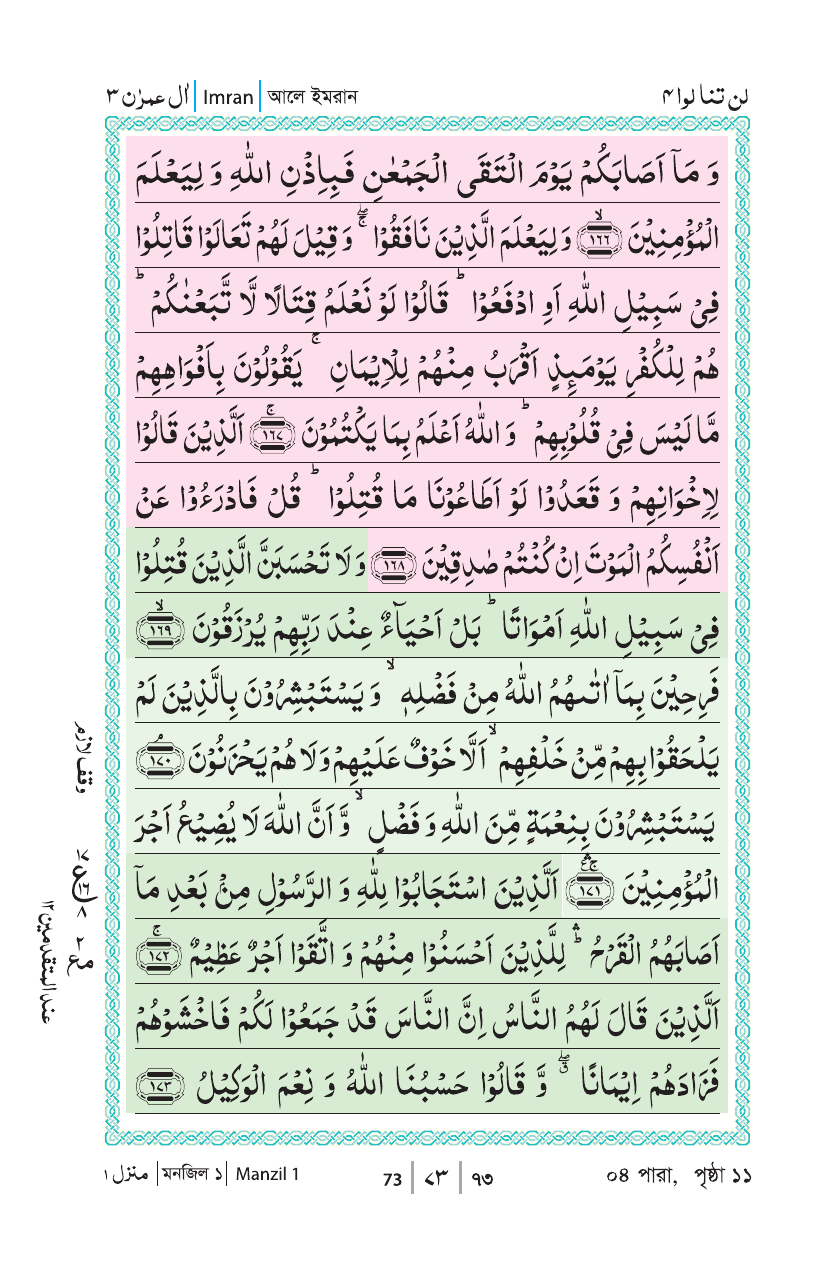 اٰل عمرٰن ٣ | Imran | আলে ইমরান
لن تنالوا ٤
وَ مَاۤ اَصَابَكُمْ يَوْمَ الْتَقَى الْجَمْعٰنِ فَبِاِذْنِ اللّٰهِ وَ لِيَعْلَمَ
الْمُؤْمِنِيْنَ ۙ﴿١٦٦﴾ وَ لِيَعْلَمَ الَّذِيْنَ نَافَقُوْا ۖۚ وَ قِيْلَ لَهُمْ تَعَالَوْا قَاتِلُوْا
فِيْ سَبِيْلِ اللّٰهِ اَوِ ادْفَعُوْا ؕ قَالُوْا لَوْ نَعْلَمُ قِتَالًا لَّا تَّبَعْنٰكُمْ ؕ
هُمْ لِلْكُفْرِ يَوْمَىِٕذٍ اَقْرَبُ مِنْهُمْ لِلْاِيْمَانِ ۚ يَقُوْلُوْنَ بِاَفْوَاهِهِمْ
مَّا لَيْسَ فِيْ قُلُوْبِهِمْ ؕ وَ اللّٰهُ اَعْلَمُ بِمَا يَكْتُمُوْنَ ۚ﴿١٦٧﴾ اَلَّذِيْنَ قَالُوْا
لِاِخْوَانِهِمْ وَ قَعَدُوْا لَوْ اَطَاعُوْنَا مَا قُتِلُوْا ؕ قُلْ فَادْرَءُوْا عَنْ
اَنْفُسِكُمُ الْمَوْتَ اِنْ كُنْتُمْ صٰدِقِيْنَ ﴿١٦٨﴾ وَ لَا تَحْسَبَنَّ الَّذِيْنَ قُتِلُوْا
فِيْ سَبِيْلِ اللّٰهِ اَمْوَاتًا ؕ بَلْ اَحْيَآءٌ عِنْدَ رَبِّهِمْ يُرْزَقُوْنَ ۙ﴿١٦٩﴾
فَرِحِيْنَ بِمَاۤ اٰتٰىهُمُ اللّٰهُ مِنْ فَضْلِهٖ ۙ وَ يَسْتَبْشِرُوْنَ بِالَّذِيْنَ لَمْ
يَلْحَقُوْا بِهِمْ مِّنْ خَلْفِهِمْ ۙ اَلَّا خَوْفٌ عَلَيْهِمْ وَ لَا هُمْ يَحْزَنُوْنَ ۘ﴿١٧٠﴾
يَسْتَبْشِرُوْنَ بِنِعْمَةٍ مِّنَ اللّٰهِ وَ فَضْلٍ ۙ وَّ اَنَّ اللّٰهَ لَا يُضِيْعُ اَجْرَ
الْمُؤْمِنِيْنَ ۚۛ﴿١٧١﴾ اَلَّذِيْنَ اسْتَجَابُوْا لِلّٰهِ وَ الرَّسُوْلِ مِنْۢ بَعْدِ مَاۤ
اَصَابَهُمُ الْقَرْحُ ؕۛ لِلَّذِيْنَ اَحْسَنُوْا مِنْهُمْ وَ اتَّقَوْا اَجْرٌ عَظِيْمٌ ۚ﴿١٧٢﴾
اَلَّذِيْنَ قَالَ لَهُمُ النَّاسُ اِنَّ النَّاسَ قَدْ جَمَعُوْا لَكُمْ فَاخْشَوْهُمْ
فَزَادَهُمْ اِيْمَانًا ۖۗ وَّ قَالُوْا حَسْبُنَا اللّٰهُ وَ نِعْمَ الْوَكِيْلُ ﴿١٧٣﴾
وقف لازم
١٧
ع ١٦
٨
مع ٢
عند المتقدمين ١٢
منزل ١ | মনজিল ১ | Manzil 1
73 | ٧٣ | ৭৩
০৪ পারা, পৃষ্ঠা ১১